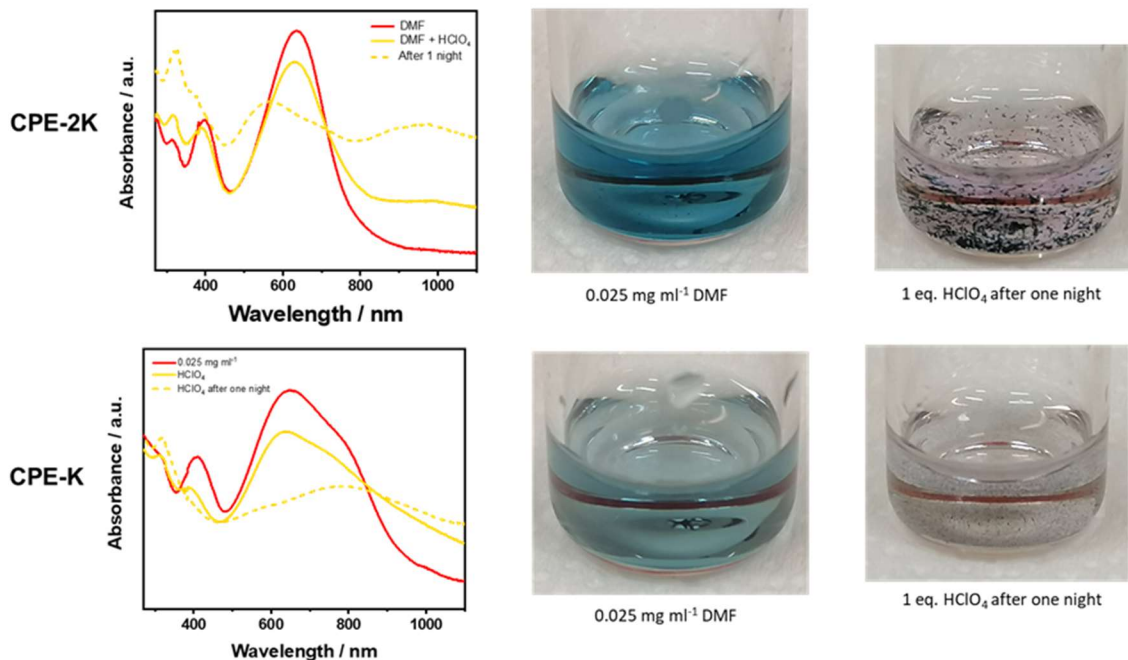 CPE-2K
Absorbance / a.u.
DMF
DMF + HClO₄
After 1 night
400 600 800 1000
Wavelength / nm
0.025 mg ml⁻¹ DMF
1 eq. HClO₄ after one night
CPE-K
Absorbance / a.u.
0.025 mg ml⁻¹
HClO₄
HClO₄ after one night
400 600 800 1000
Wavelength / nm
0.025 mg ml⁻¹ DMF
1 eq. HClO₄ after one night